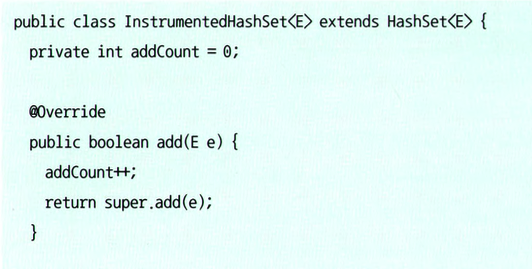 public class InstrumentedHashSet<E> extends HashSet<E> {
private int addCount = 0;
@Override
public boolean add(E e) {
addCount++;
return super.add(e);
}